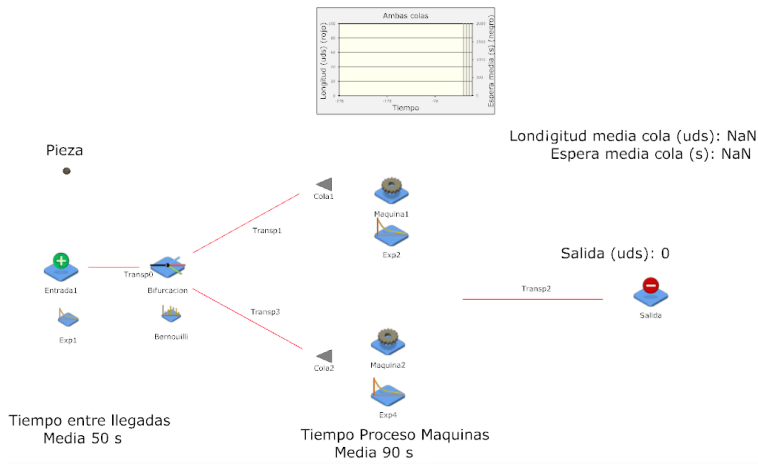 Ambas colas
Longitud (uds) (rojo)
Espera media (s) (negro)
Tiempo
Londigitud media cola (uds): NaN
Espera media cola (s): NaN
Pieza
Cola1
Maquina1
Transp1
Exp2
Salida (uds): 0
Transp0
Entrada1
Bifurcacion
Transp2
Salida
Exp1
Bernouilli
Transp3
Cola2
Maquina2
Exp4
Tiempo entre llegadas
Media 50 s
Tiempo Proceso Maquinas
Media 90 s